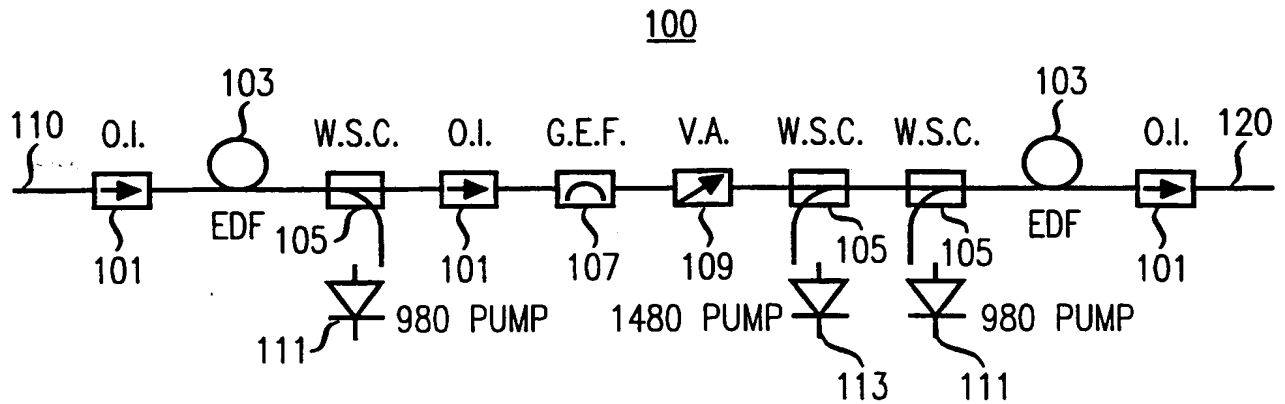 100
103 103
110 O.I. W.S.C. O.I. G.E.F. V.A. W.S.C. W.S.C. O.I. 120
EDF 105 105 105 EDF
101 101 107 109 101
980 PUMP 1480 PUMP 980 PUMP
111 113 111